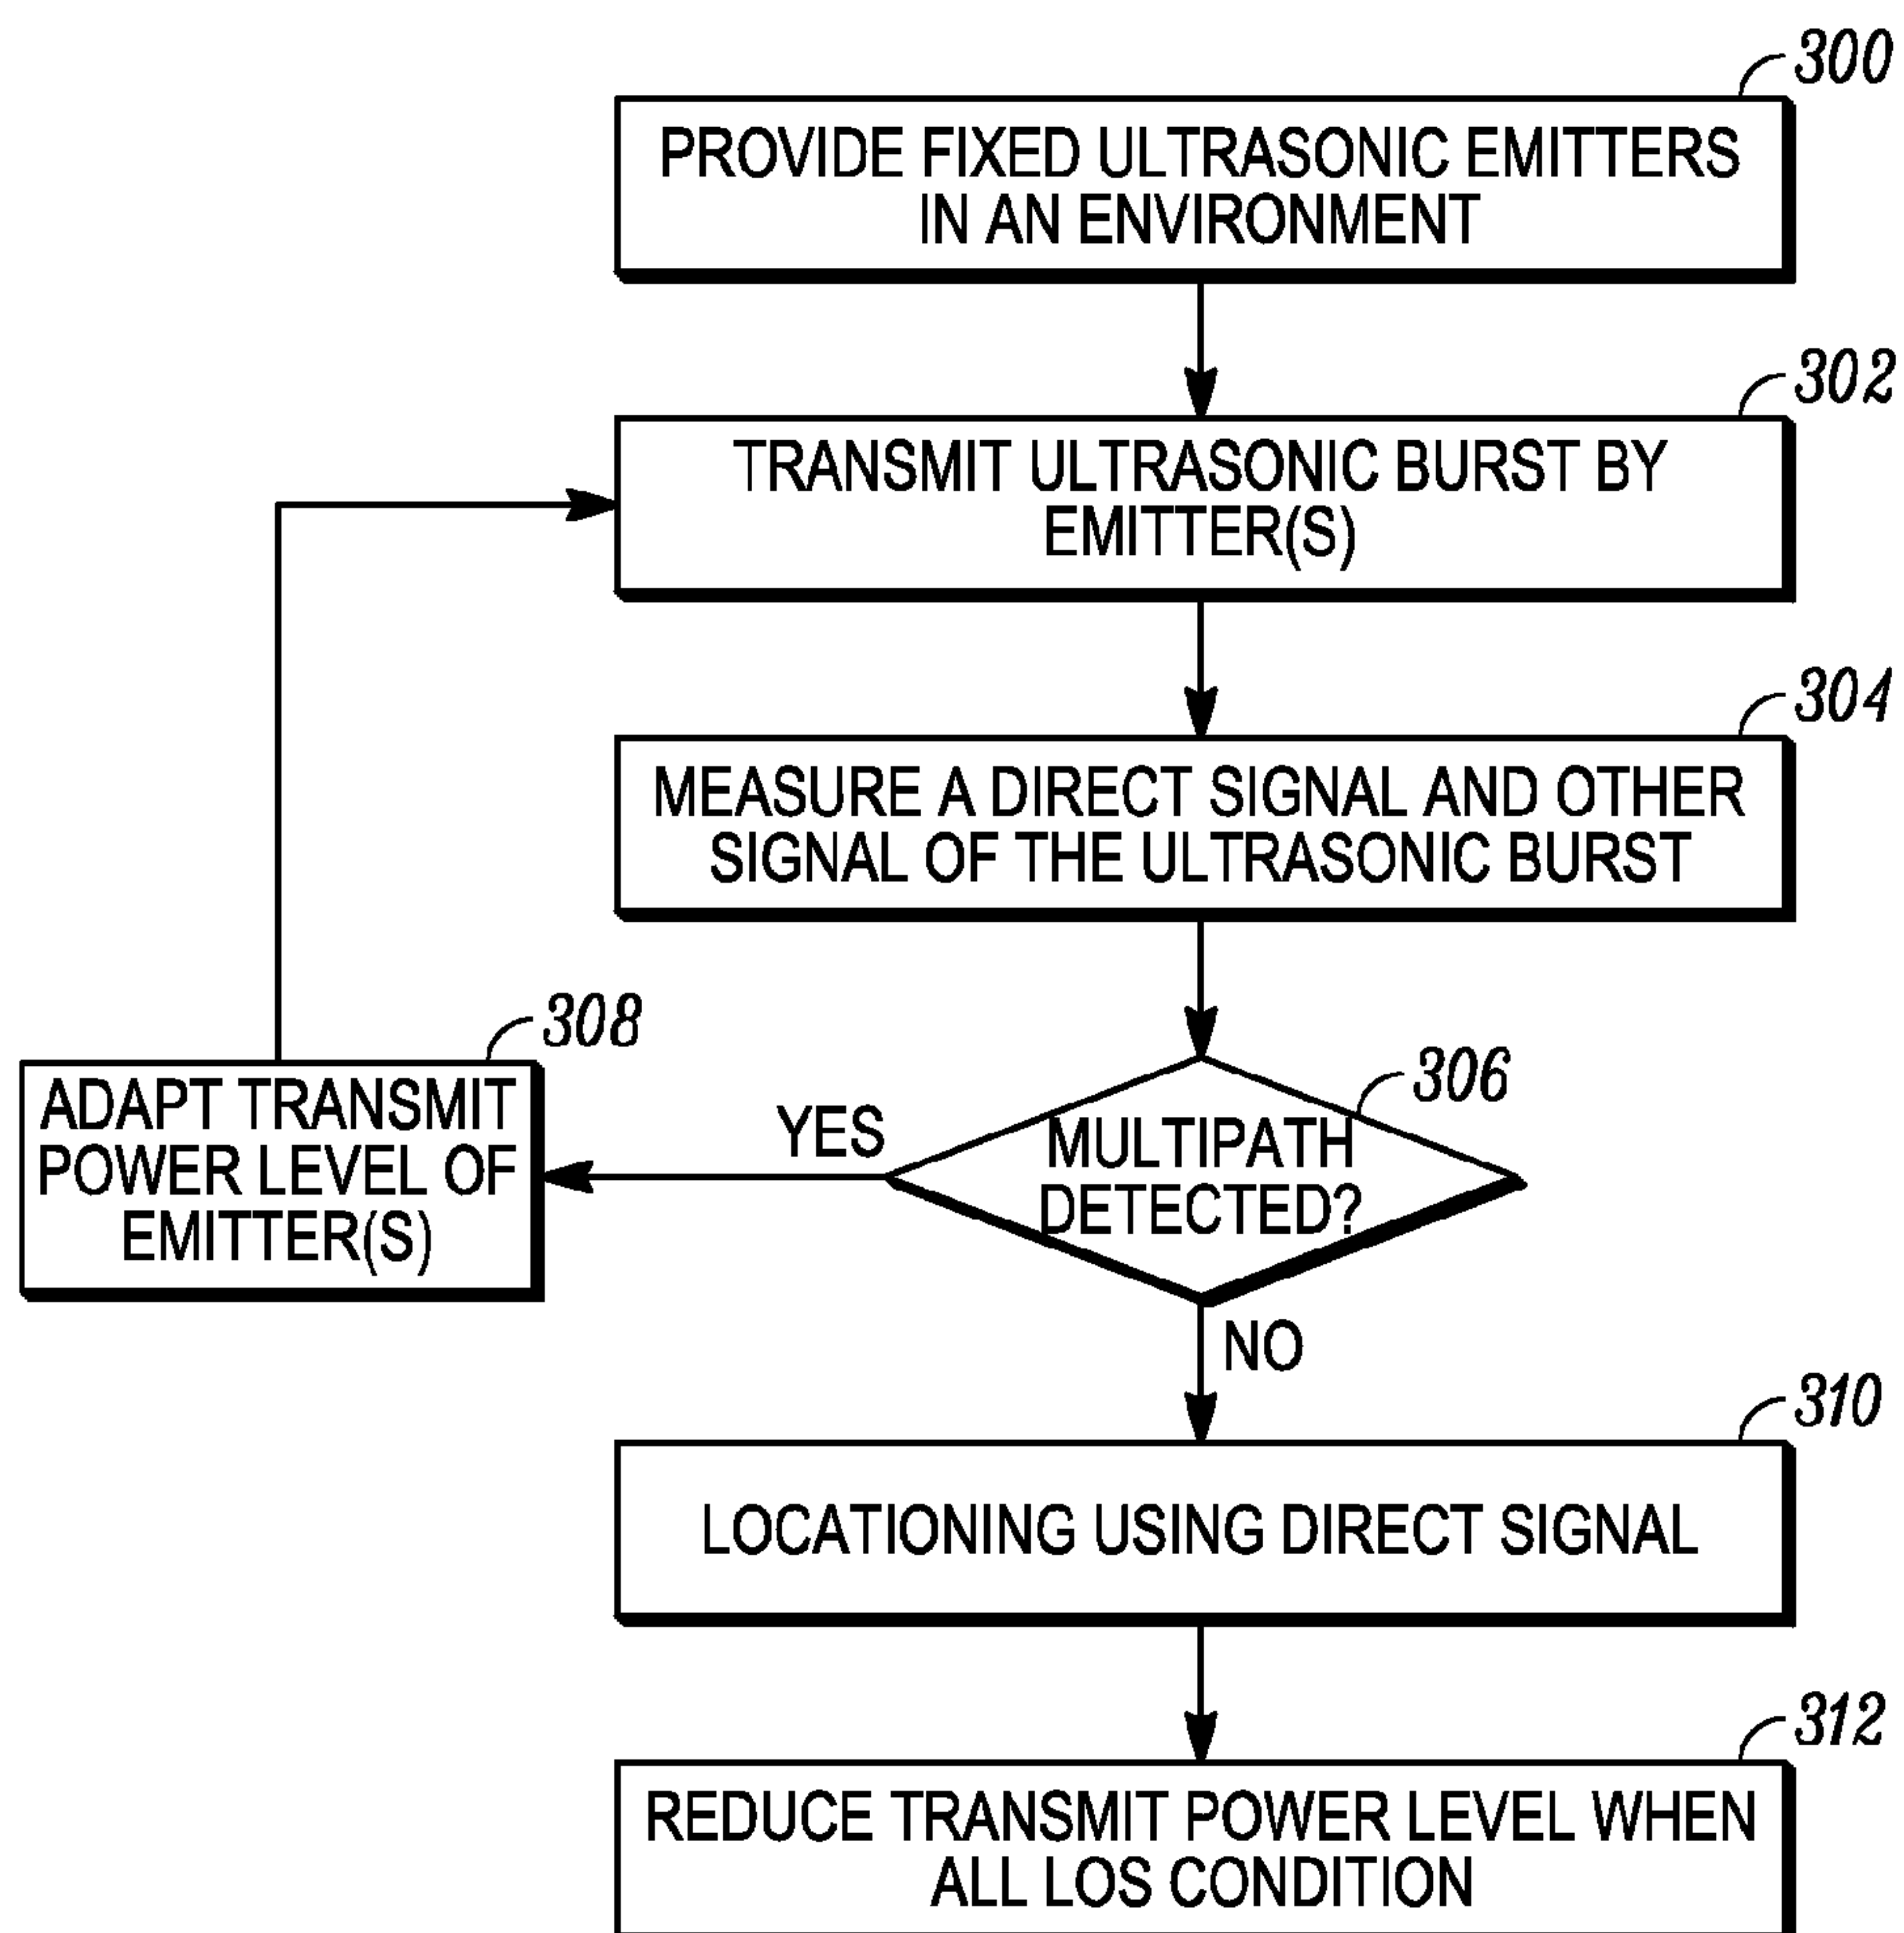 300
PROVIDE FIXED ULTRASONIC EMITTERS
IN AN ENVIRONMENT
302
TRANSMIT ULTRASONIC BURST BY
EMITTER(S)
304
MEASURE A DIRECT SIGNAL AND OTHER
SIGNAL OF THE ULTRASONIC BURST
308
ADAPT TRANSMIT
POWER LEVEL OF
EMITTER(S)
YES
306
MULTIPATH
DETECTED?
NO
310
LOCATIONING USING DIRECT SIGNAL
312
REDUCE TRANSMIT POWER LEVEL WHEN
ALL LOS CONDITION